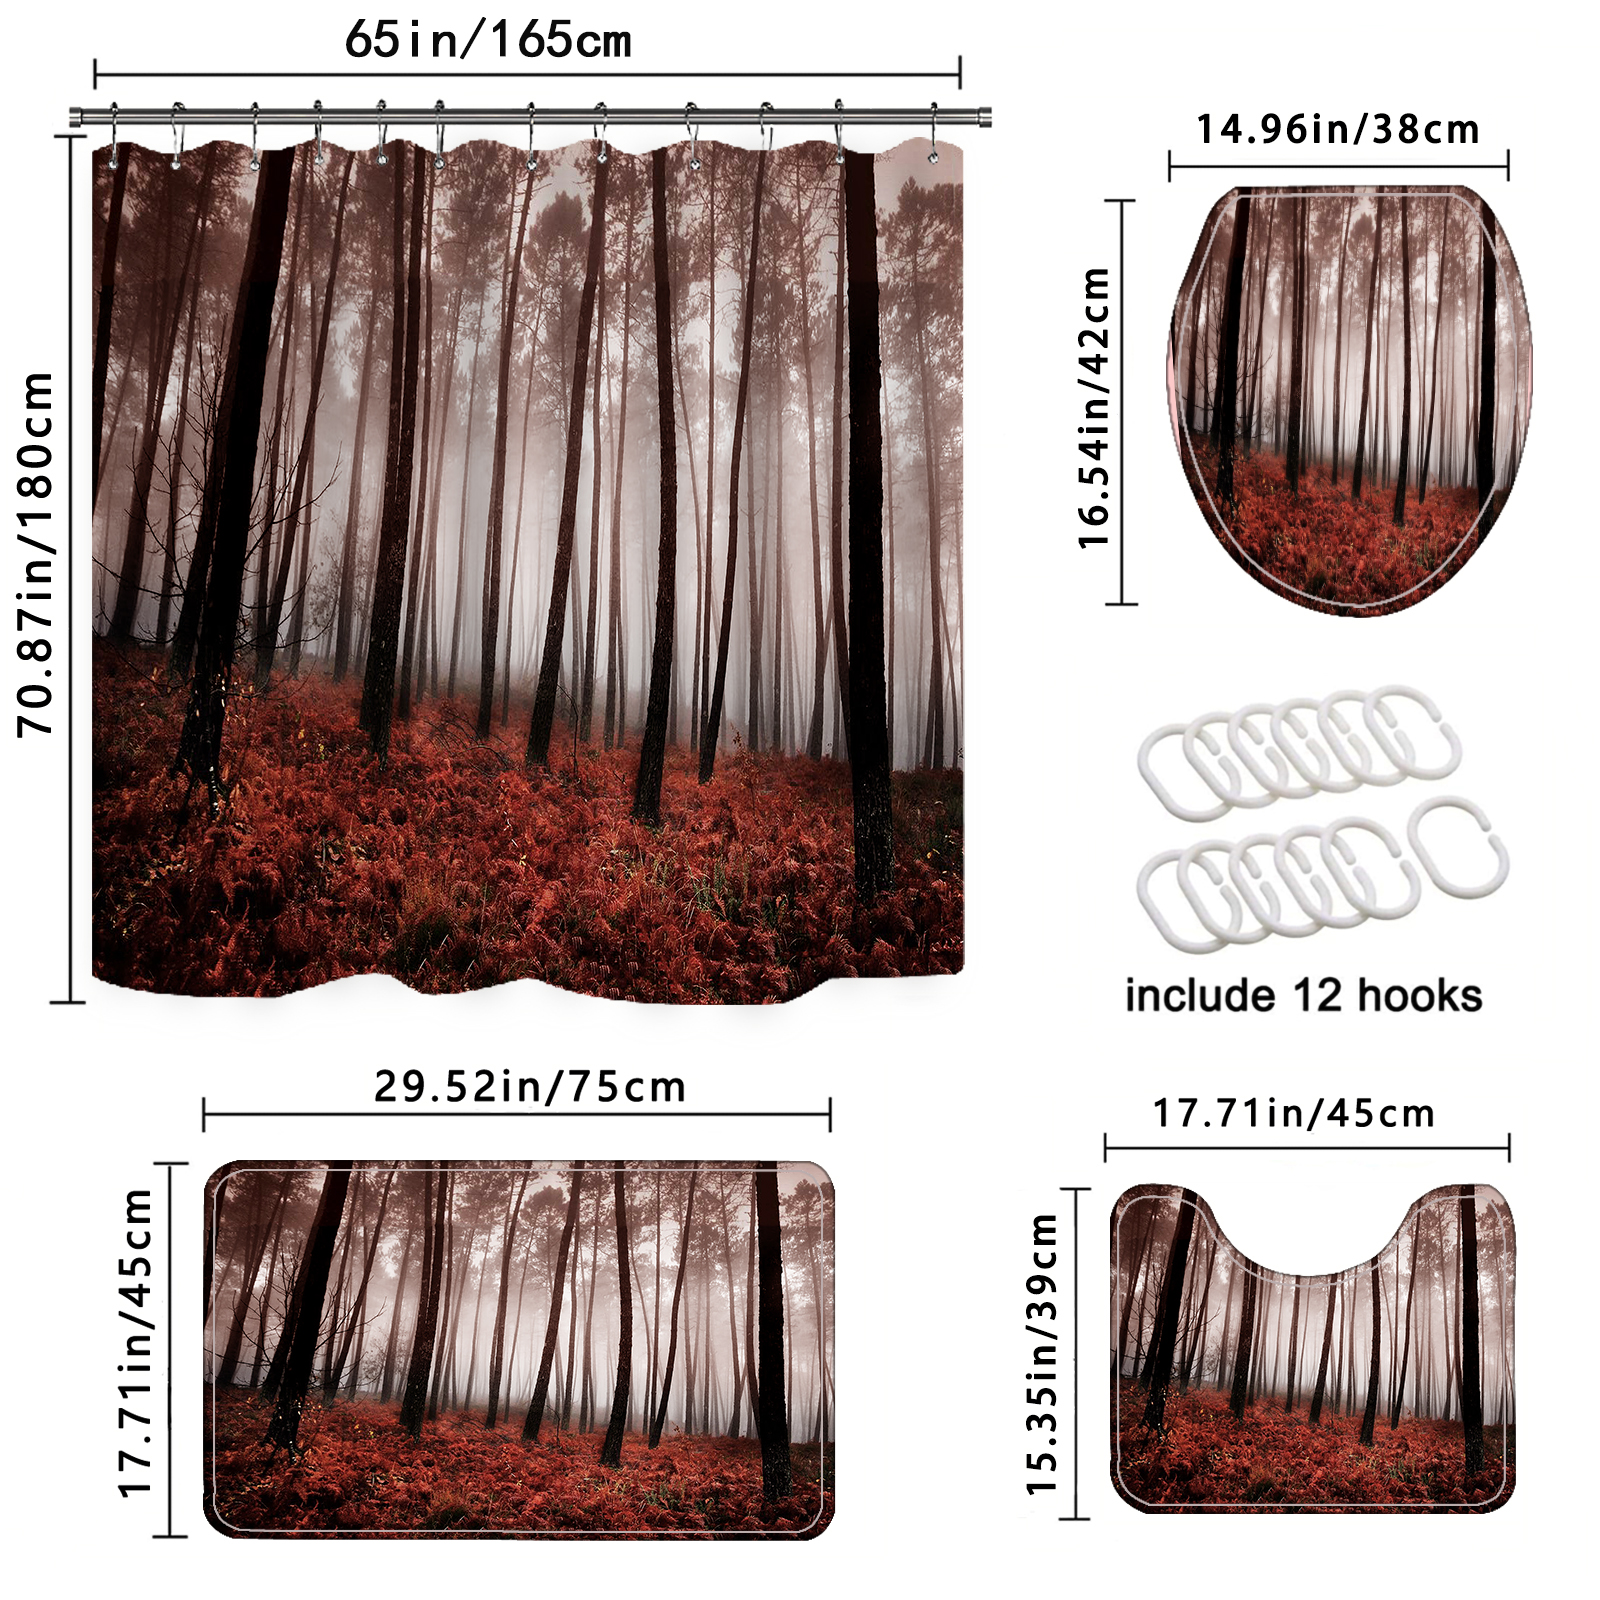 65in/165cm
70.87in/180cm
14.96in/38cm
16.54in/42cm
include 12 hooks
29.52in/75cm
17.71in/45cm
17.71in/45cm
15.35in/39cm